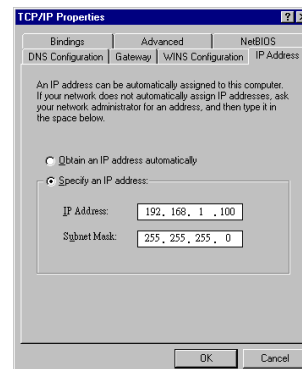 TCP/IP Properties
Bindings Advanced NetBIOS
DNS Configuration Gateway WINS Configuration IP Address
An IP address can be automatically assigned to this computer.
If your network does not automatically assign IP addresses, ask
your network administrator for an address, and then type it in
the space below.
Obtain an IP address automatically
Specify an IP address:
IP Address: 192. 168. 1 .100
Subnet Mask: 255. 255. 255. 0
OK Cancel